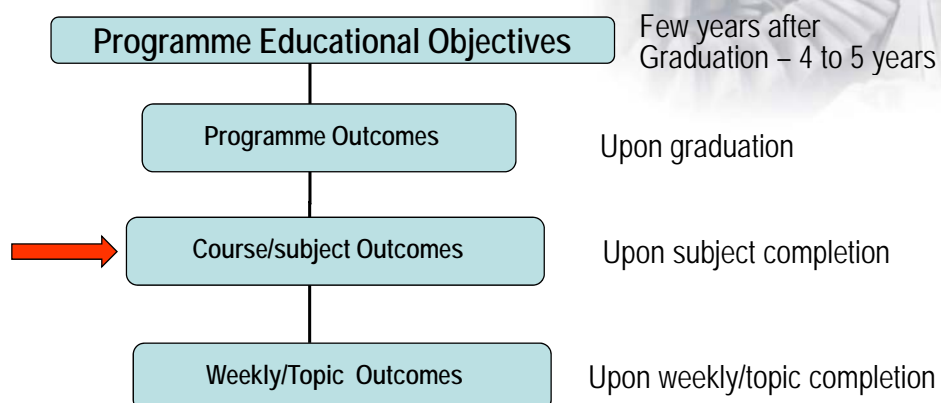 Programme Educational Objectives
Few years after
Graduation – 4 to 5 years
Programme Outcomes
Upon graduation
Course/subject Outcomes
Upon subject completion
Weekly/Topic Outcomes
Upon weekly/topic completion